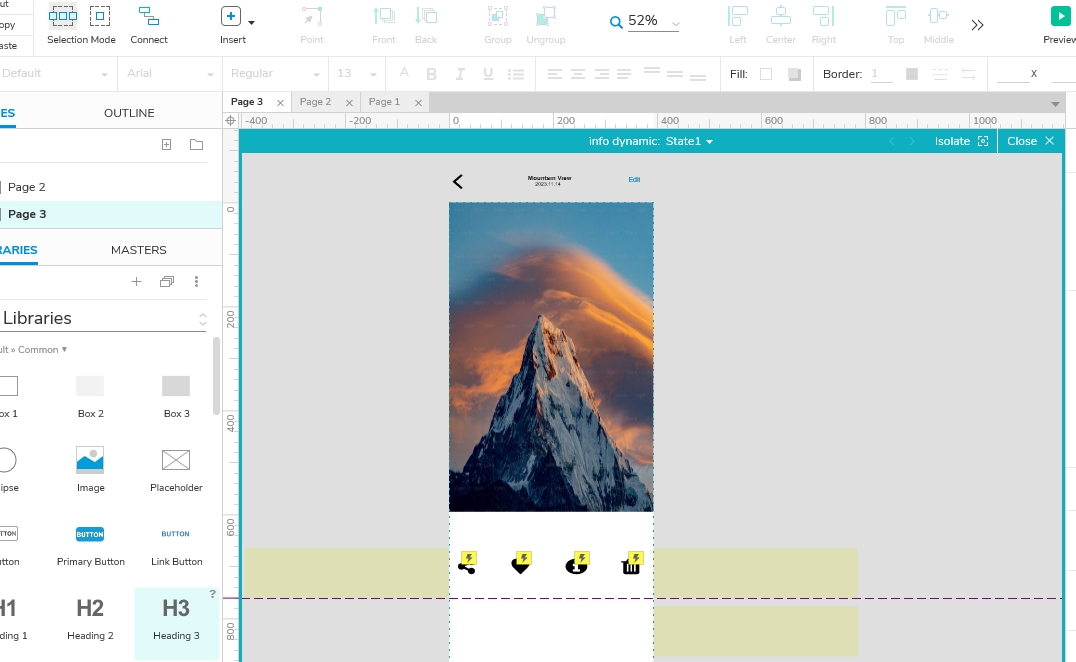 ut
opy
aste
Selection Mode
Connect
Insert
Point
Front
Back
Group
Ungroup
52%
Left
Center
Right
Top
Middle
Preview
Default
Arial
Regular
13
Fill:
Border:
1
X
ES
OUTLINE
Page 3
Page 2
Page 1
-400
-200
0
200
400
600
800
1000
info dynamic: State1
Isolate
Close
Page 2
Page 3
RARIES
MASTERS
Libraries
ult » Common
ox 1
Box 2
Box 3
ipse
Image
Placeholder
TTON
BUTTON
BUTTON
tton
Primary Button
Link Button
H1
H2
H3
?
ding 1
Heading 2
Heading 3
0
200
400
600
800
Mountain View
2023.11.14
Edit